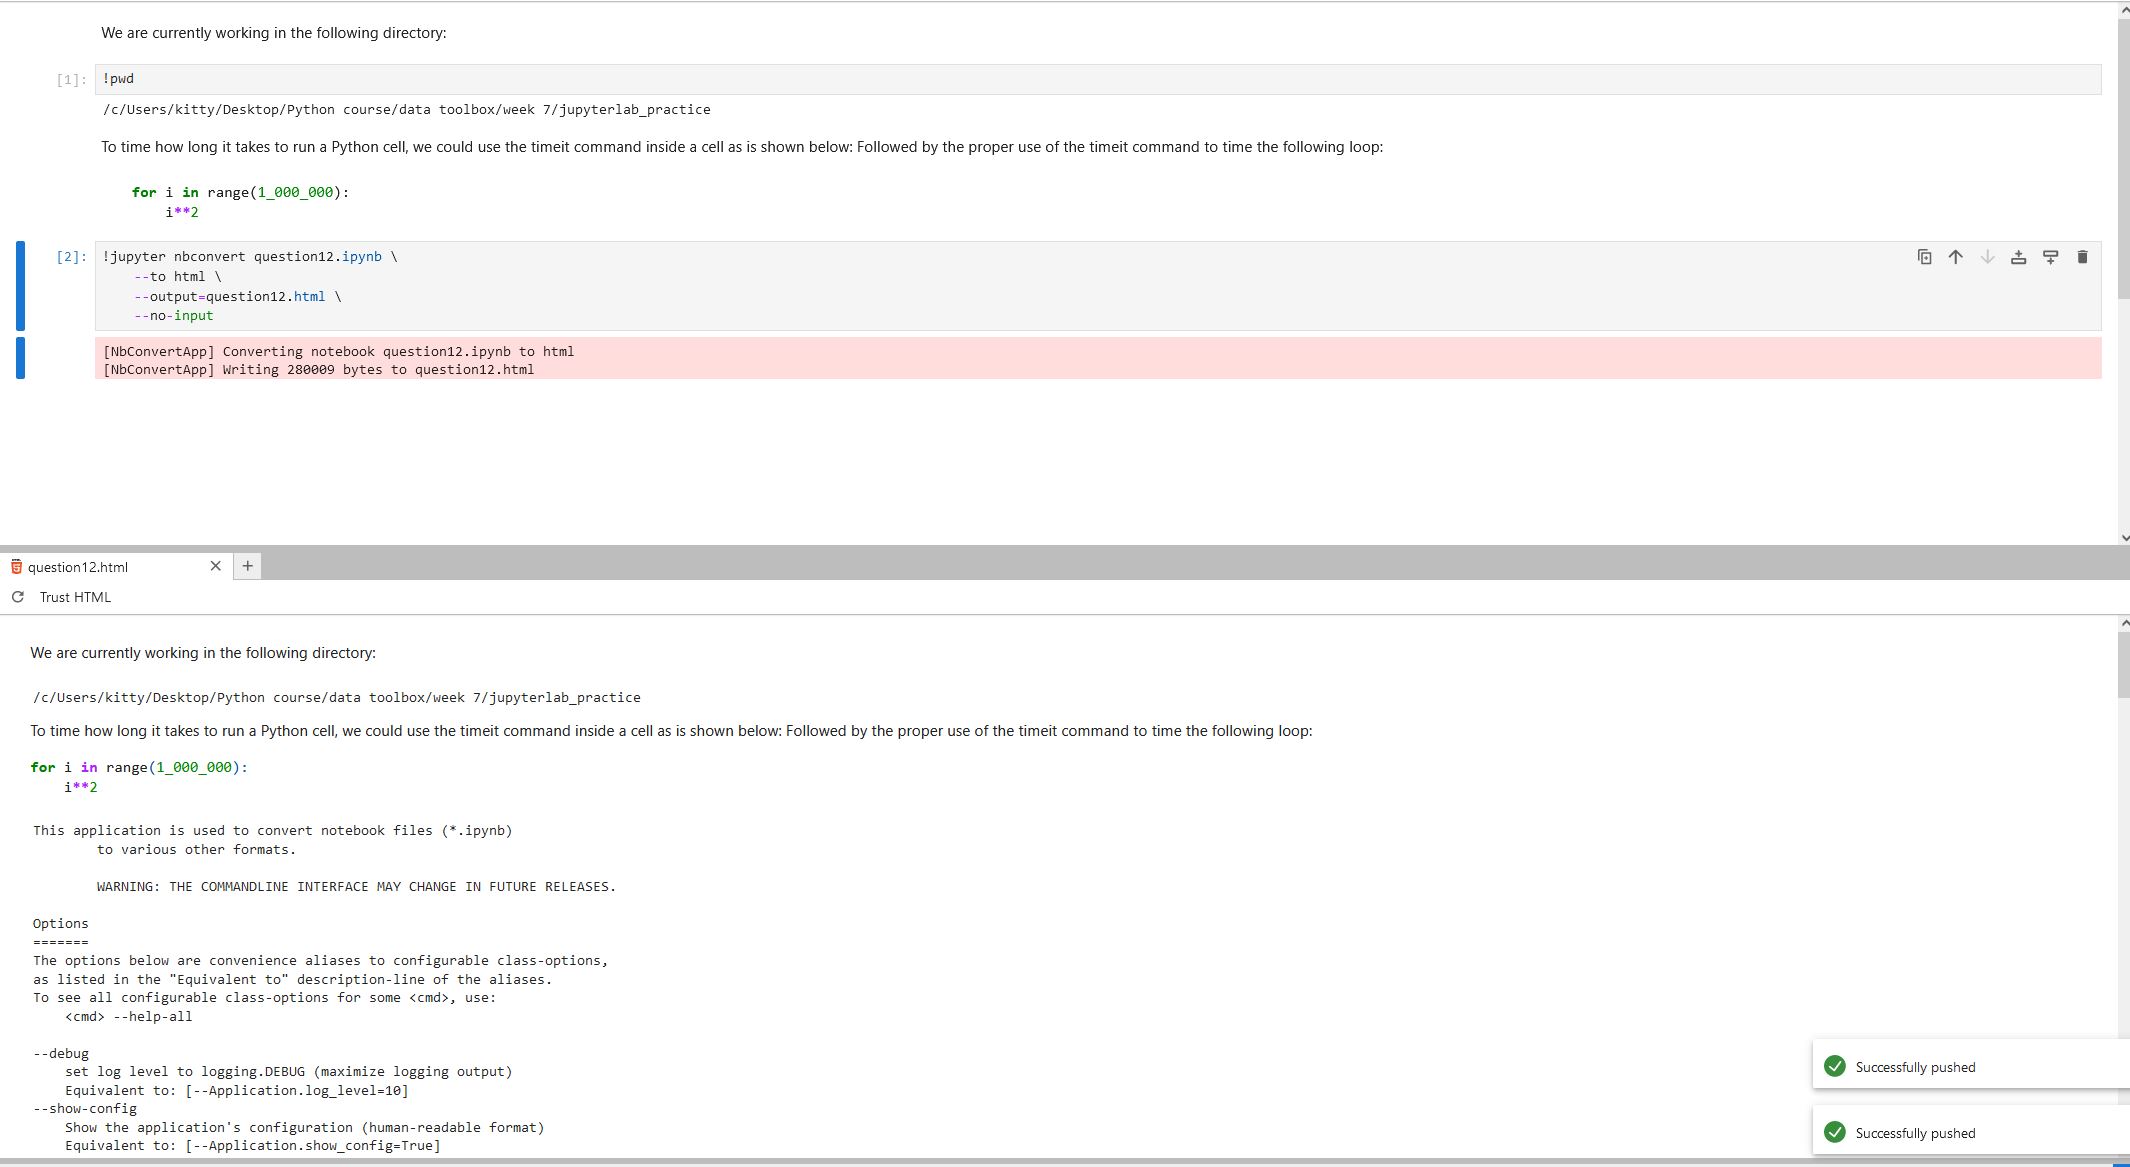 We are currently working in the following directory:
[1]: !pwd
/c/Users/kitty/Desktop/Python course/data toolbox/week 7/jupyterlab_practice
To time how long it takes to run a Python cell, we could use the timeit command inside a cell as is shown below: Followed by the proper use of the timeit command to time the following loop:
for i in range(1_000_000):
    i**2
[2]: !jupyter nbconvert question12.ipynb \
    --to html \
    --output=question12.html \
    --no-input
[NbConvertApp] Converting notebook question12.ipynb to html
[NbConvertApp] Writing 280009 bytes to question12.html
question12.html
Trust HTML
We are currently working in the following directory:
/c/Users/kitty/Desktop/Python course/data toolbox/week 7/jupyterlab_practice
To time how long it takes to run a Python cell, we could use the timeit command inside a cell as is shown below: Followed by the proper use of the timeit command to time the following loop:
for i in range(1_000_000):
    i**2
This application is used to convert notebook files (*.ipynb)
        to various other formats.
        WARNING: THE COMMANDLINE INTERFACE MAY CHANGE IN FUTURE RELEASES.
Options
=======
The options below are convenience aliases to configurable class-options,
as listed in the "Equivalent to" description-line of the aliases.
To see all configurable class-options for some <cmd>, use:
    <cmd> --help-all
--debug
    set log level to logging.DEBUG (maximize logging output)
    Equivalent to: [--Application.log_level=10]
--show-config
    Show the application's configuration (human-readable format)
    Equivalent to: [--Application.show_config=True]
Successfully pushed
Successfully pushed